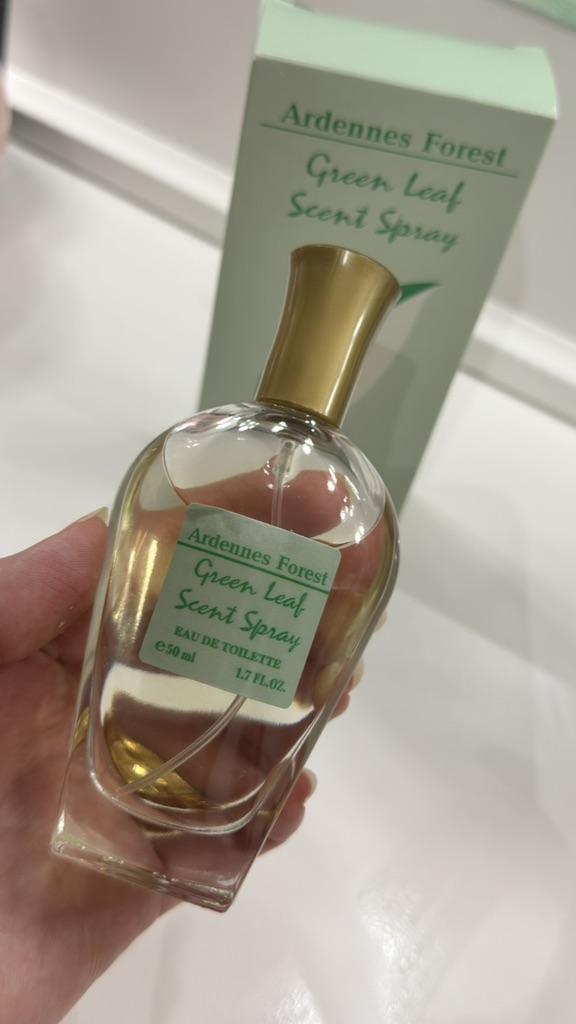 Ardennes Forest
Green Leaf
Scent Spray
Ardennes Forest
Green Leaf
Scent Spray
EAU DE TOILETTE
℮50 ml 1.7 FL.OZ.